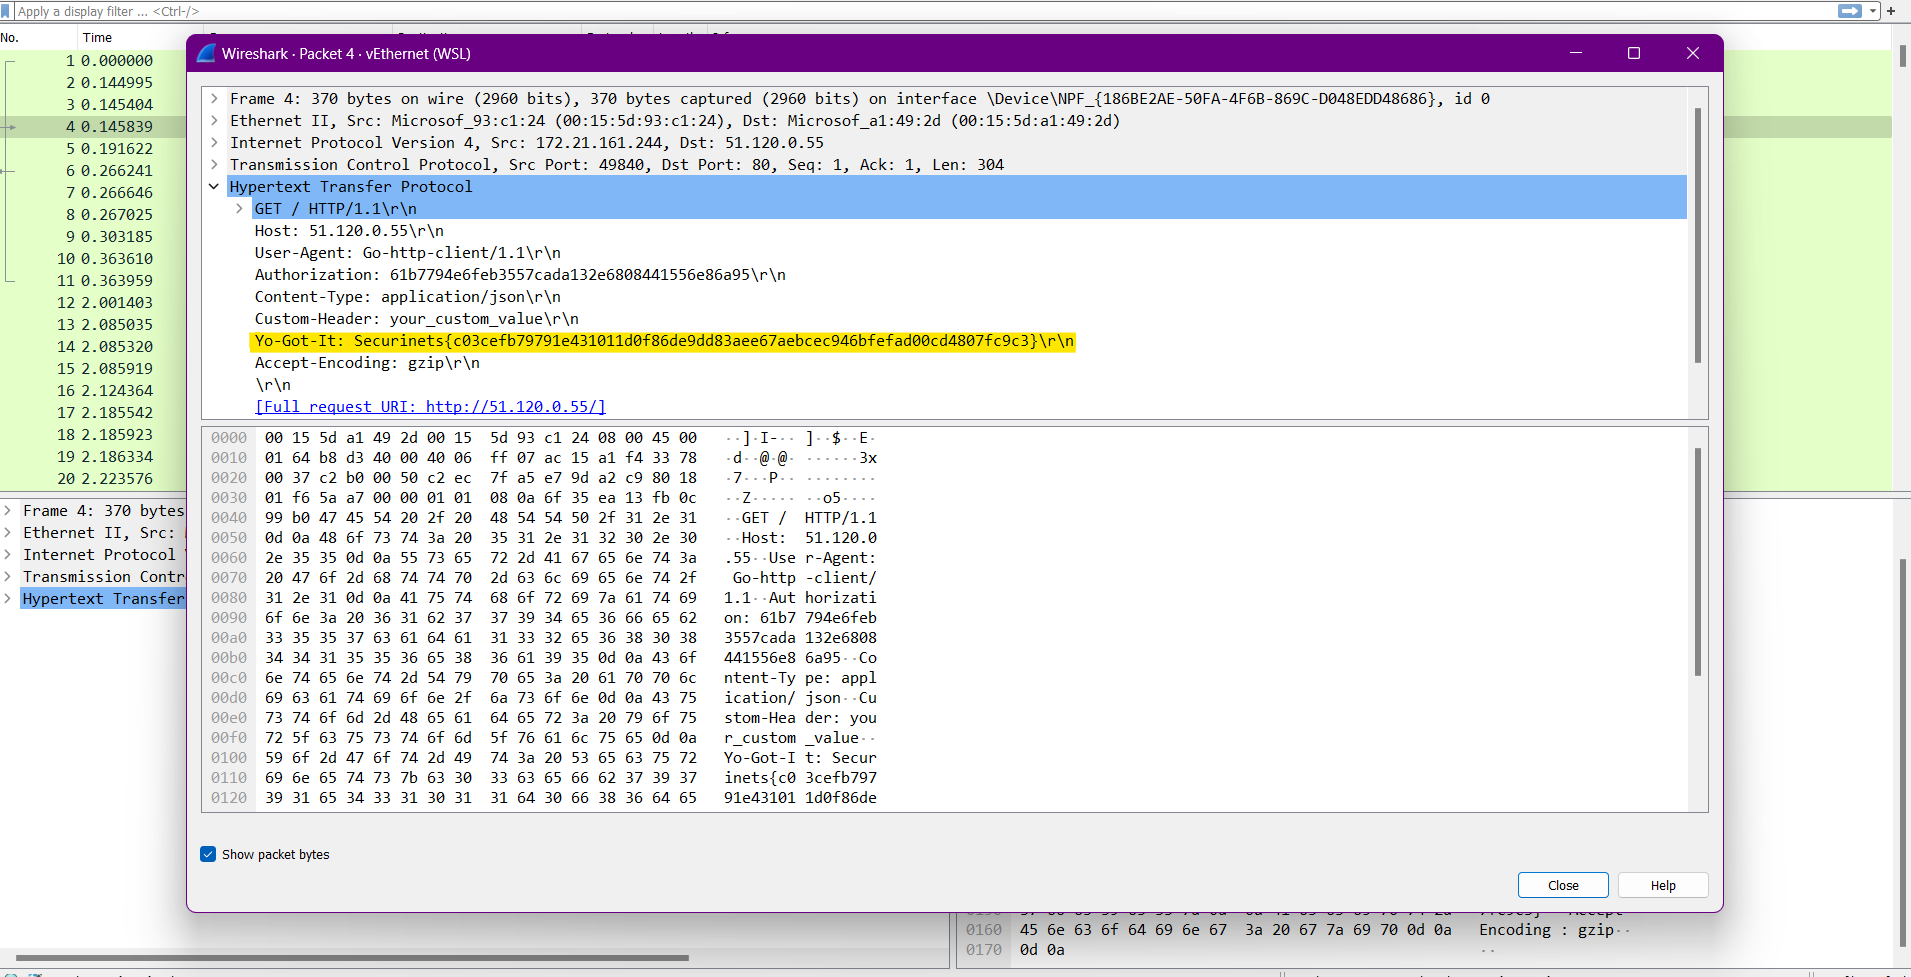 Apply a display filter ... <Ctrl-/>
No. Time
1 0.000000
2 0.144995
3 0.145404
4 0.145839
5 0.191622
6 0.266241
7 0.266646
8 0.267025
9 0.303185
10 0.363610
11 0.363959
12 2.001403
13 2.085035
14 2.085320
15 2.085919
16 2.124364
17 2.185542
18 2.185923
19 2.186334
20 2.223576
Frame 4: 370 bytes
Ethernet II, Src:
Internet Protocol
Transmission Contr
Hypertext Transfer
Wireshark · Packet 4 · vEthernet (WSL)
Frame 4: 370 bytes on wire (2960 bits), 370 bytes captured (2960 bits) on interface \Device\NPF_{186BE2AE-50FA-4F6B-869C-D048EDD48686}, id 0
Ethernet II, Src: Microsof_93:c1:24 (00:15:5d:93:c1:24), Dst: Microsof_a1:49:2d (00:15:5d:a1:49:2d)
Internet Protocol Version 4, Src: 172.21.161.244, Dst: 51.120.0.55
Transmission Control Protocol, Src Port: 49840, Dst Port: 80, Seq: 1, Ack: 1, Len: 304
Hypertext Transfer Protocol
GET / HTTP/1.1\r\n
Host: 51.120.0.55\r\n
User-Agent: Go-http-client/1.1\r\n
Authorization: 61b7794e6feb3557cada132e6808441556e86a95\r\n
Content-Type: application/json\r\n
Custom-Header: your_custom_value\r\n
Yo-Got-It: Securinets{c03cefb79791e431011d0f86de9dd83aee67aebcec946bfefad00cd4807fc9c3}\r\n
Accept-Encoding: gzip\r\n
\r\n
[Full request URI: http://51.120.0.55/]
0000 00 15 5d a1 49 2d 00 15 5d 93 c1 24 08 00 45 00 ··]·I-·· ]··$··E·
0010 01 64 b8 d3 40 00 40 06 ff 07 ac 15 a1 f4 33 78 ·d··@·@· ······3x
0020 00 37 c2 b0 00 50 c2 ec 7f a5 e7 9d a2 c9 80 18 ·7···P·· ········
0030 01 f6 5a a7 00 00 01 01 08 0a 6f 35 ea 13 fb 0c ··Z····· ··o5····
0040 99 b0 47 45 54 20 2f 20 48 54 54 50 2f 31 2e 31 ··GET / HTTP/1.1
0050 0d 0a 48 6f 73 74 3a 20 35 31 2e 31 32 30 2e 30 ··Host: 51.120.0
0060 2e 35 35 0d 0a 55 73 65 72 2d 41 67 65 6e 74 3a .55··Use r-Agent:
0070 20 47 6f 2d 68 74 74 70 2d 63 6c 69 65 6e 74 2f Go-http -client/
0080 31 2e 31 0d 0a 41 75 74 68 6f 72 69 7a 61 74 69 1.1··Aut horizati
0090 6f 6e 3a 20 36 31 62 37 37 39 34 65 36 66 65 62 on: 61b7 794e6feb
00a0 33 35 35 37 63 61 64 61 31 33 32 65 36 38 30 38 3557cada 132e6808
00b0 34 34 31 35 35 36 65 38 36 61 39 35 0d 0a 43 6f 441556e8 6a95··Co
00c0 6e 74 65 6e 74 2d 54 79 70 65 3a 20 61 70 70 6c ntent-Ty pe: appl
00d0 69 63 61 74 69 6f 6e 2f 6a 73 6f 6e 0d 0a 43 75 ication/ json··Cu
00e0 73 74 6f 6d 2d 48 65 61 64 65 72 3a 20 79 6f 75 stom-Hea der: you
00f0 72 5f 63 75 73 74 6f 6d 5f 76 61 6c 75 65 0d 0a r_custom _value··
0100 59 6f 2d 47 6f 74 2d 49 74 3a 20 53 65 63 75 72 Yo-Got-I t: Secur
0110 69 6e 65 74 73 7b 63 30 33 63 65 66 62 37 39 37 inets{c0 3cefb797
0120 39 31 65 34 33 31 30 31 31 64 30 66 38 36 64 65 91e43101 1d0f86de
Show packet bytes
Close
Help
0160 45 6e 63 6f 64 69 6e 67 3a 20 67 7a 69 70 0d 0a Encoding : gzip··
0170 0d 0a ··